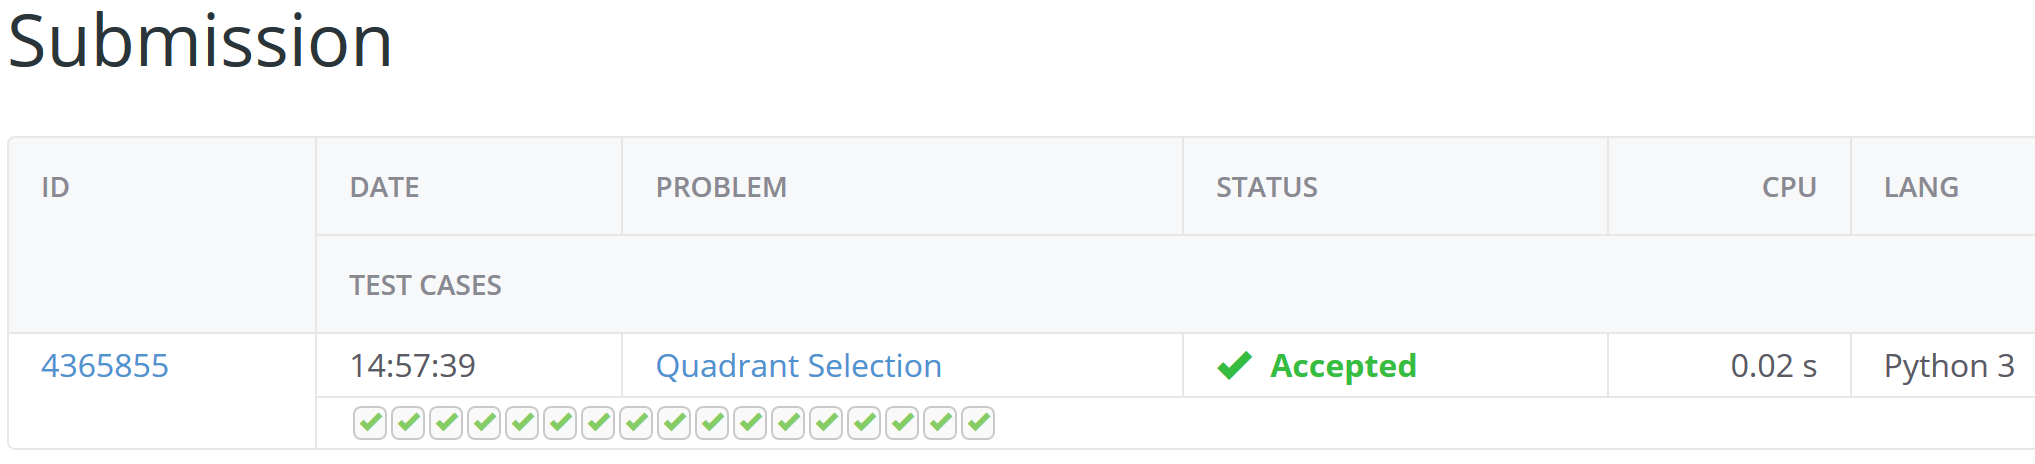 Submission
ID DATE PROBLEM STATUS CPU LANG
TEST CASES
4365855 14:57:39 Quadrant Selection Accepted 0.02 s Python 3